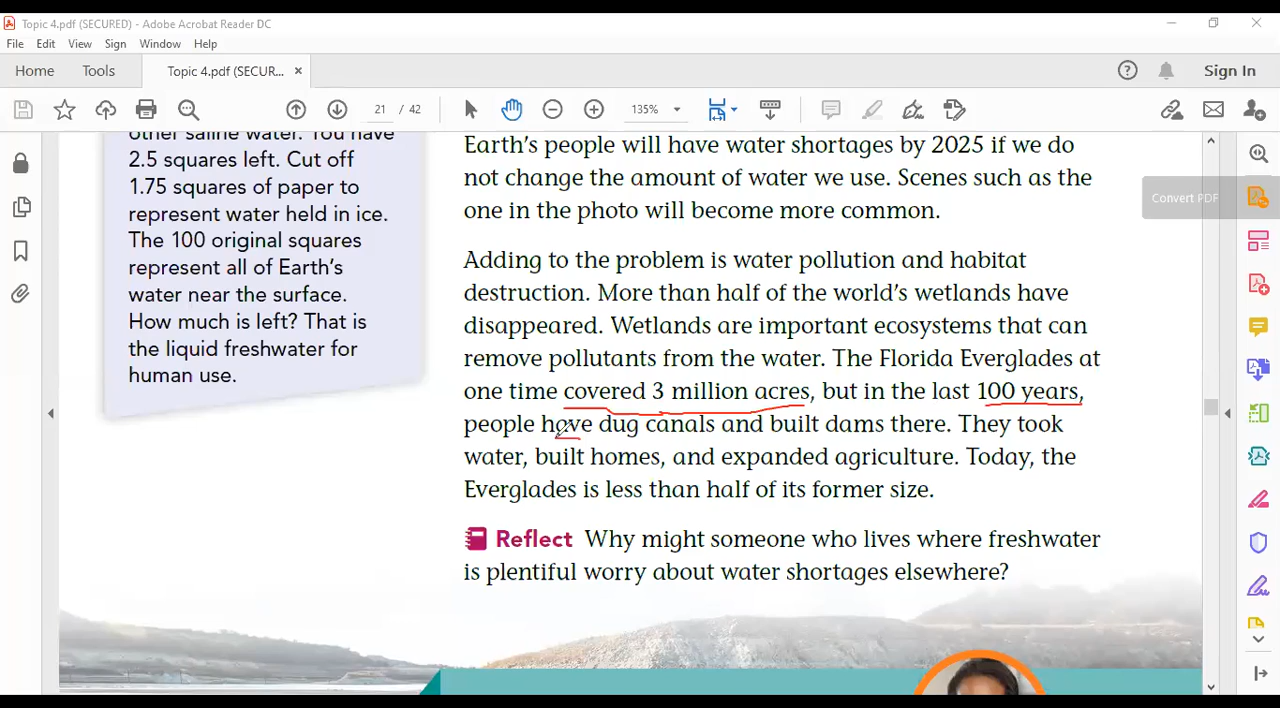 Topic 4.pdf (SECURED) - Adobe Acrobat Reader DC
File Edit View Sign Window Help
Home Tools Topic 4.pdf (SECUR... × Sign In
21 / 42 135%
other saline water. You have
2.5 squares left. Cut off
1.75 squares of paper to
represent water held in ice.
The 100 original squares
represent all of Earth's
water near the surface.
How much is left? That is
the liquid freshwater for
human use.
Earth's people will have water shortages by 2025 if we do
not change the amount of water we use. Scenes such as the
one in the photo will become more common.
Adding to the problem is water pollution and habitat
destruction. More than half of the world's wetlands have
disappeared. Wetlands are important ecosystems that can
remove pollutants from the water. The Florida Everglades at
one time covered 3 million acres, but in the last 100 years,
people have dug canals and built dams there. They took
water, built homes, and expanded agriculture. Today, the
Everglades is less than half of its former size.
Reflect Why might someone who lives where freshwater
is plentiful worry about water shortages elsewhere?
Convert PDF